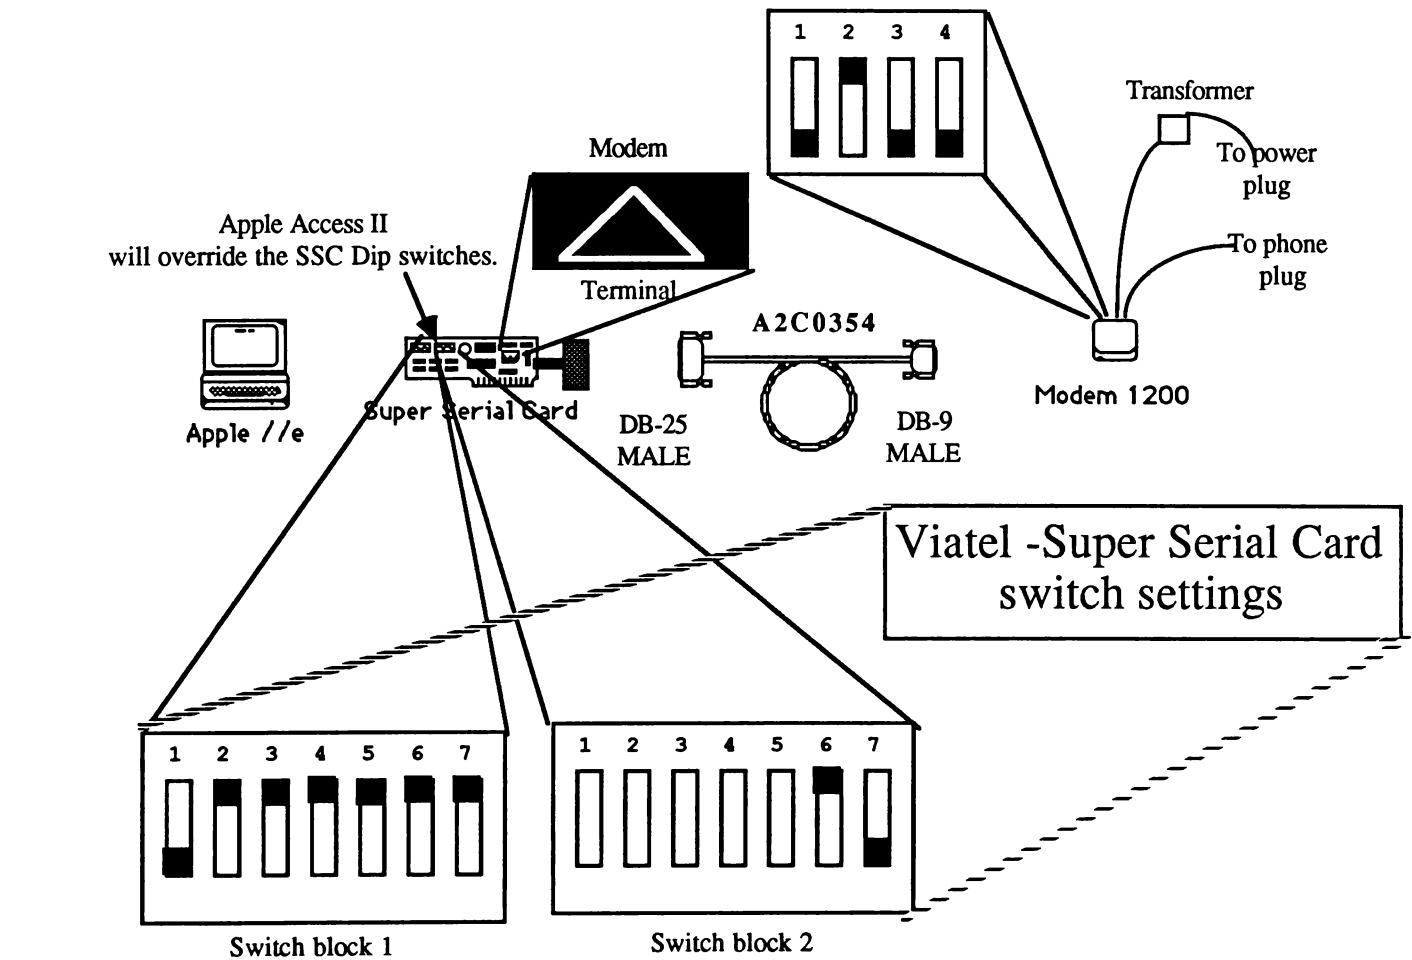 1 2 3 4
Transformer
To power
plug
To phone
plug
Modem
Terminal
Apple Access II
will override the SSC Dip switches.
A2C0354
Apple //e
Super Serial Card
DB-25
MALE
DB-9
MALE
Modem 1200
Viatel -Super Serial Card
switch settings
1 2 3 4 5 6 7
Switch block 1
1 2 3 4 5 6 7
Switch block 2